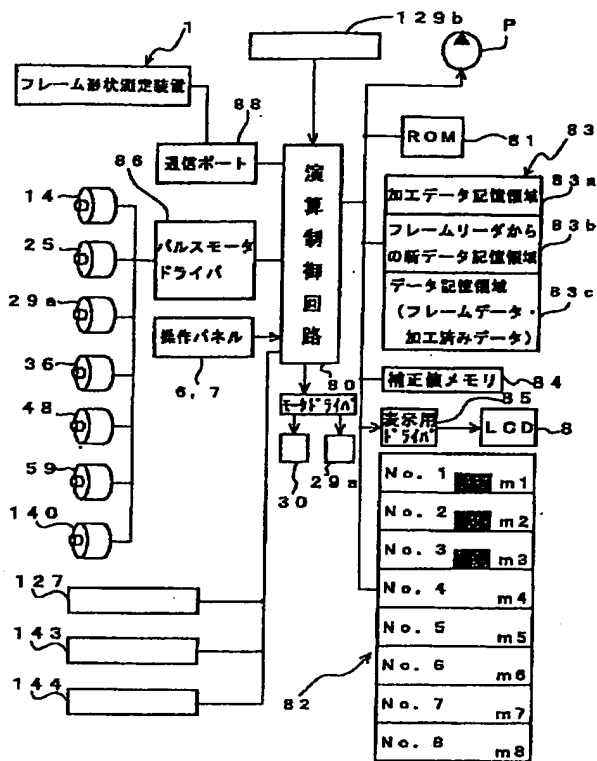 129b
P
1
フレーム形状測定装置
88
ROM
81
83
86
通信ポート
演算制御回路
加工データ記憶領域
83a
14
フレームリーダから
の新データ記憶領域
83b
25
パルスモータ
ドライバ
データ記憶領域
(フレームデータ・
加工済みデータ)
83c
29a
操作パネル
36
6, 7
80
補正値メモリ
84
48
モータドライバ
85
表示用
ドライバ
LCD
8
59
30
29a
No. 1
m1
No. 2
m2
140
No. 3
m3
127
No. 4
m4
143
No. 5
m5
No. 6
m6
144
82
No. 7
m7
No. 8
m8